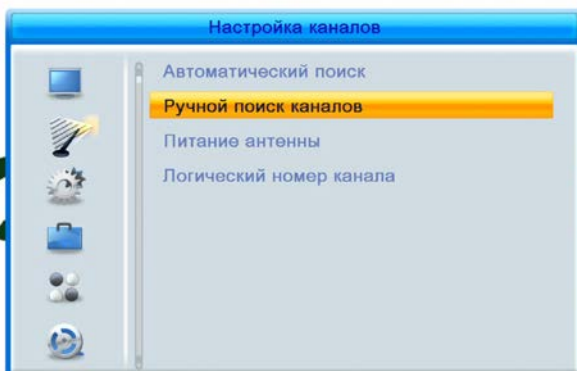 Настройка каналов
Автоматический поиск
Ручной поиск каналов
Питание антенны
Логический номер канала